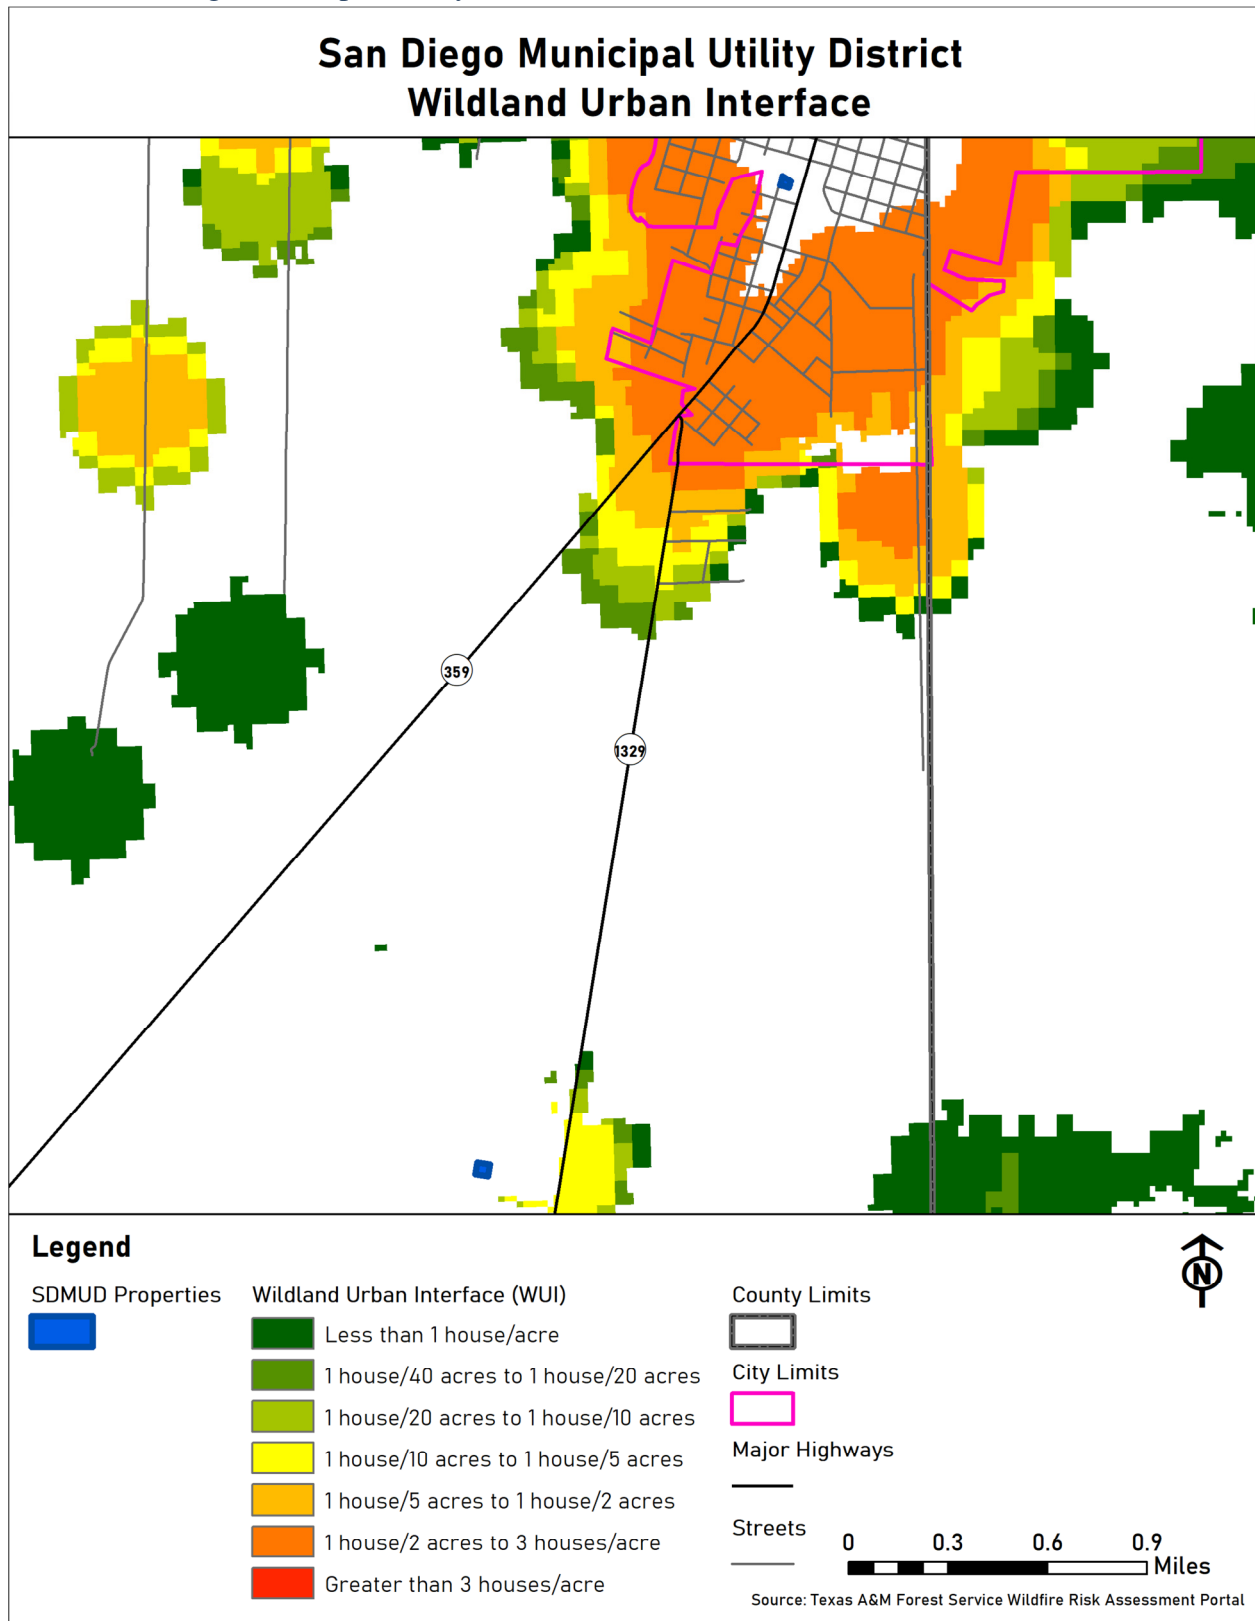 San Diego Municipal Utility District
Wildland Urban Interface
359
1329
Legend
SDMUD Properties
Wildland Urban Interface (WUI)
Less than 1 house/acre
1 house/40 acres to 1 house/20 acres
1 house/20 acres to 1 house/10 acres
1 house/10 acres to 1 house/5 acres
1 house/5 acres to 1 house/2 acres
1 house/2 acres to 3 houses/acre
Greater than 3 houses/acre
County Limits
City Limits
Major Highways
Streets
N
0 0.3 0.6 0.9
Miles
Source: Texas A&M Forest Service Wildfire Risk Assessment Portal